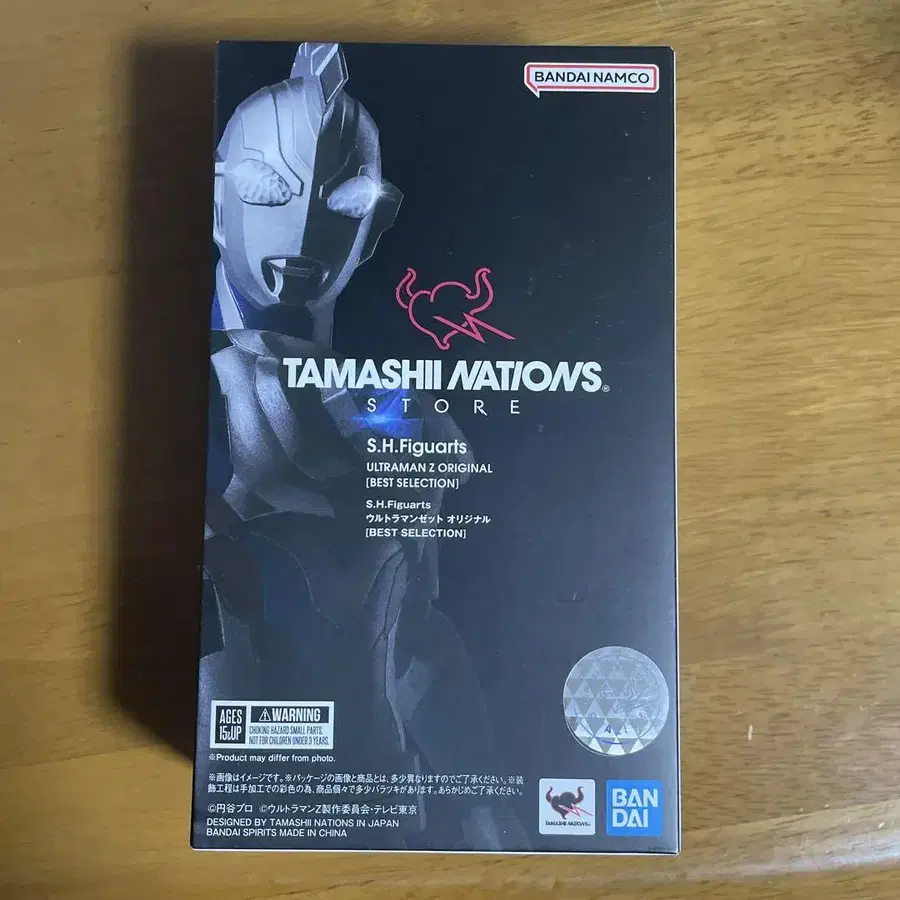 BANDAI NAMCO
TAMASHII NATIONS®
STORE
S.H.Figuarts
ULTRAMAN Z ORIGINAL
[BEST SELECTION]
S.H.Figuarts
ウルトラマンゼット オリジナル
[BEST SELECTION]
AGES
15&UP
⚠WARNING
CHOKING HAZARD SMALL PARTS.
NOT FOR CHILDREN UNDER 3 YEARS.
※Product may differ from photo.
※画像はイメージです。※パッケージの画像と商品とは、多少異なりますのでご了承ください。※装
飾工程は手加工での彩色の為、商品個々で多少バラツキがあります。あらかじめご了承ください。
©円谷プロ ©ウルトラマンZ製作委員会・テレビ東京
DESIGNED BY TAMASHII NATIONS IN JAPAN
BANDAI SPIRITS MADE IN CHINA
TAMASHII NATIONS®
BAN
DAI